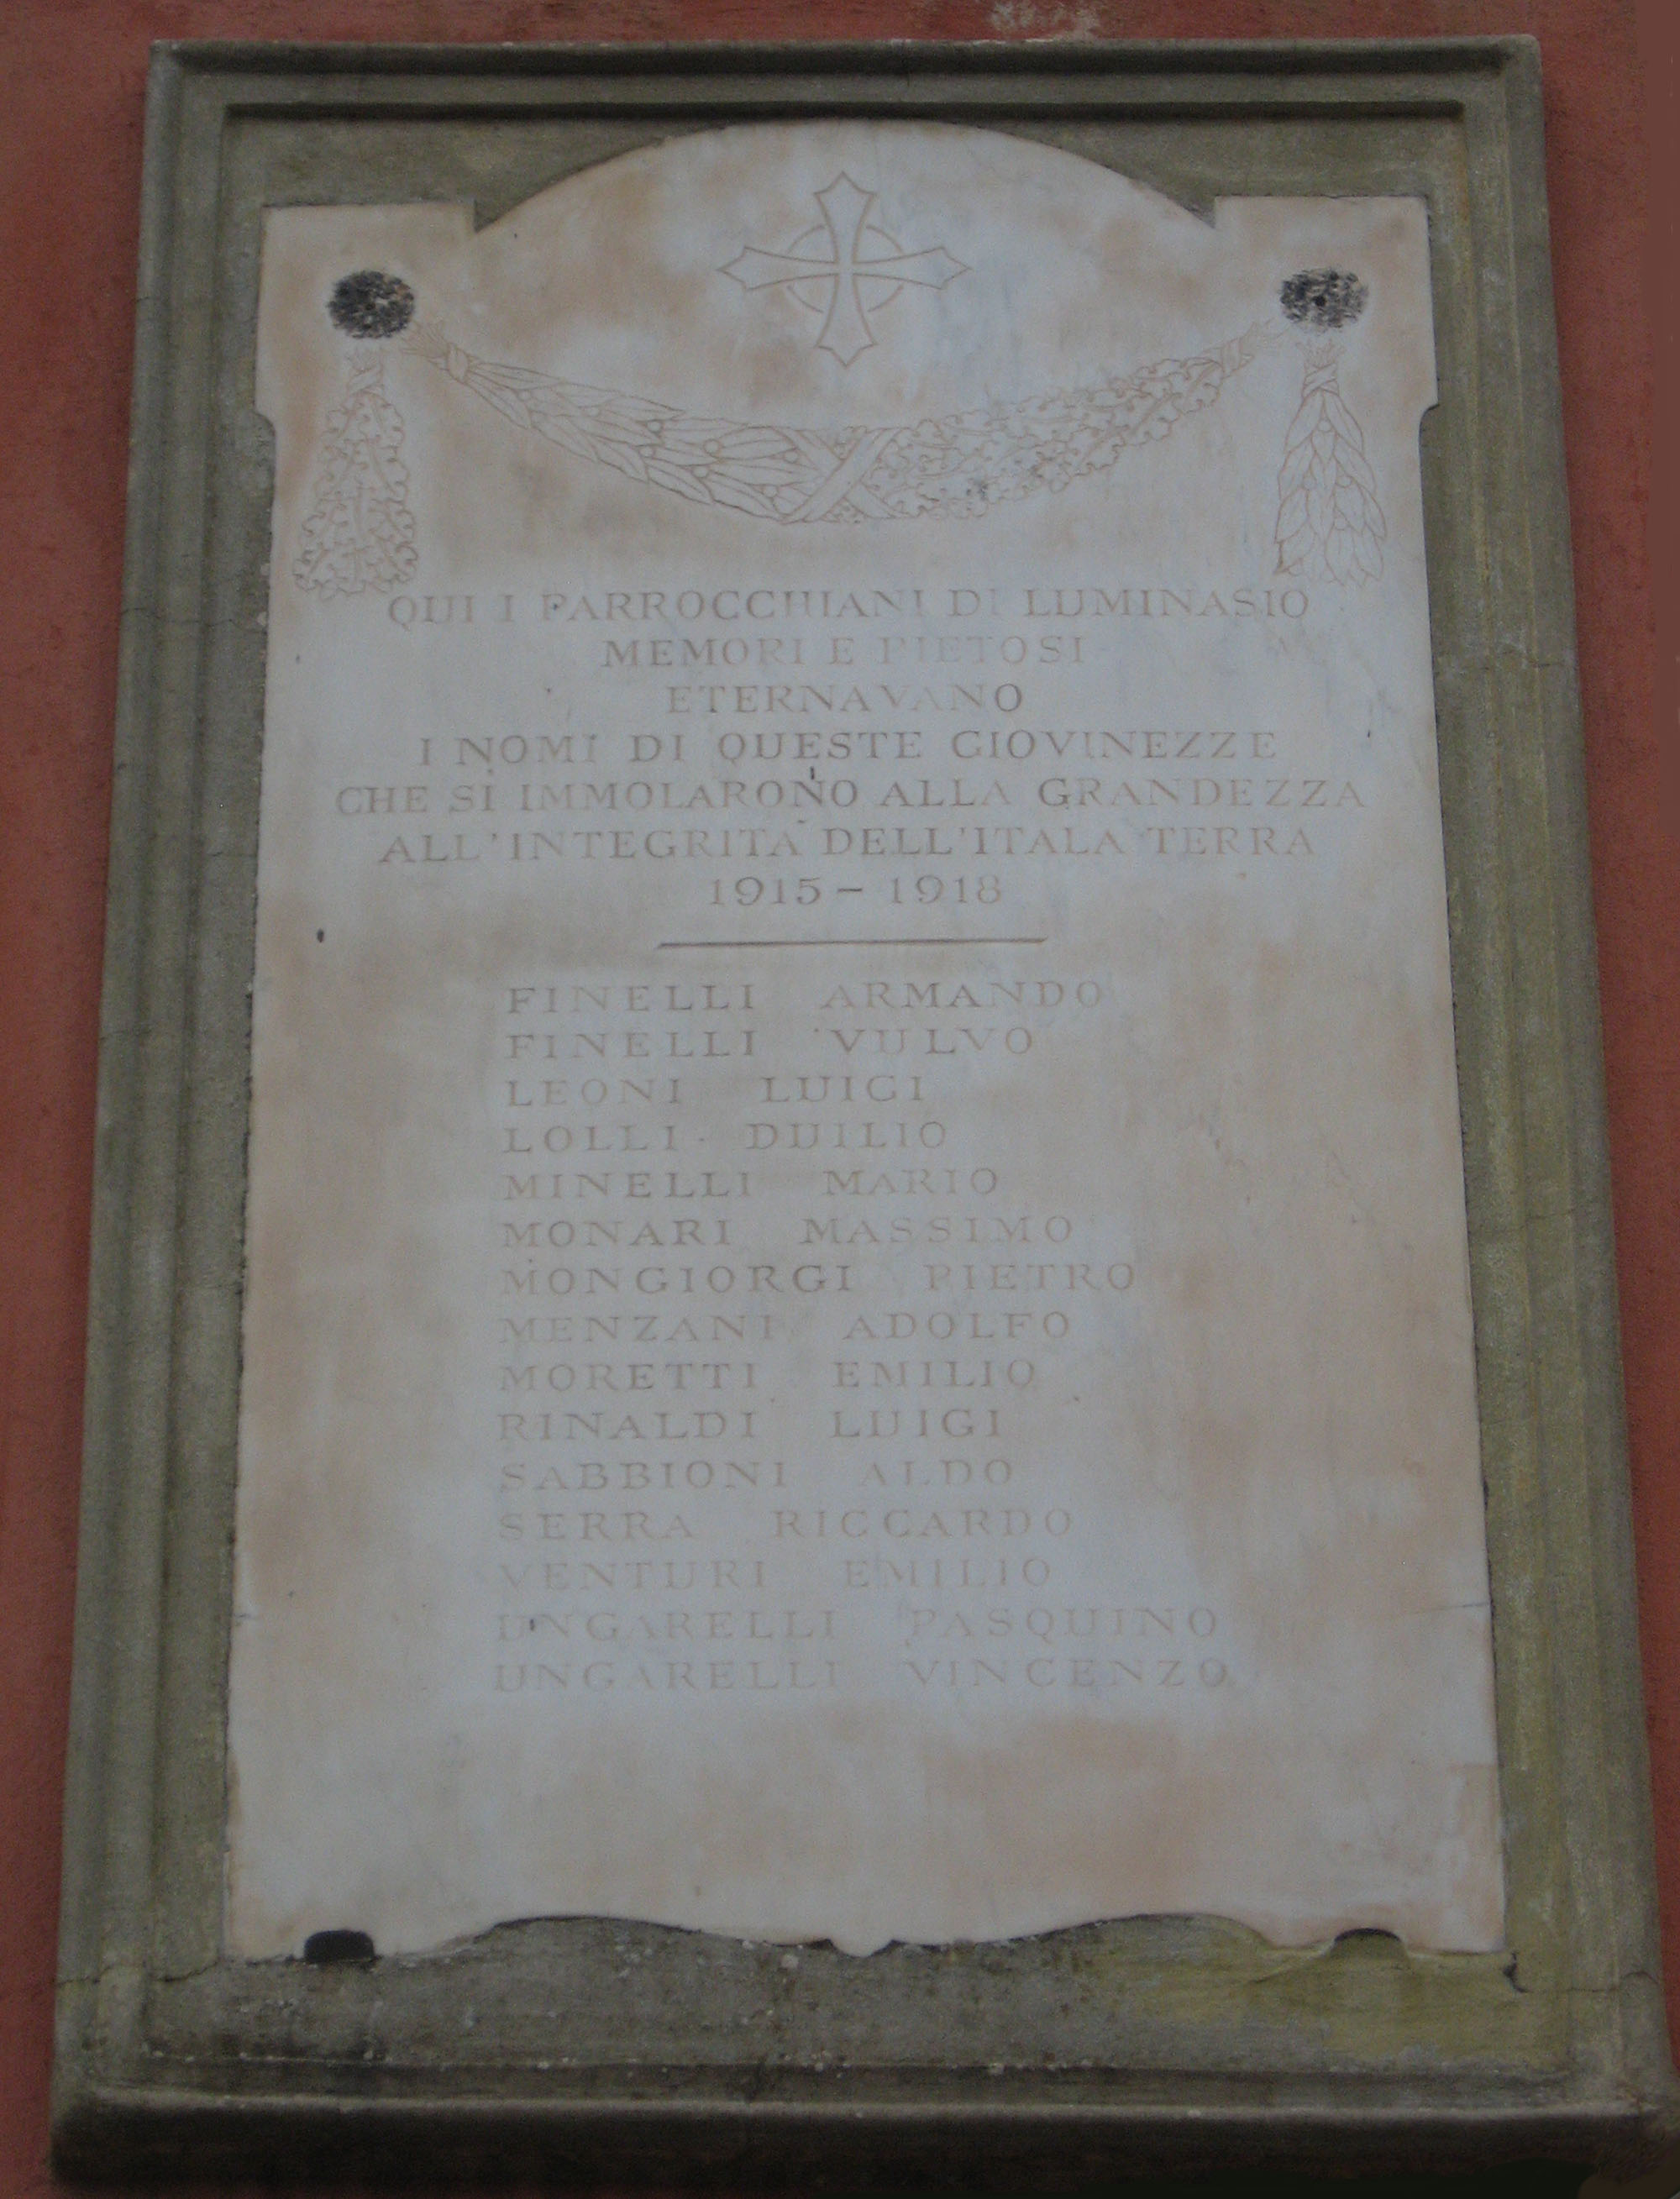 QUI I PARROCCHIANI DI LUMINASIO
MEMORI E PIETOSI
ETERNAVANO
I NOMI DI QUESTE GIOVINEZZE
CHE SI IMMOLARONO ALLA GRANDEZZA
ALL'INTEGRITA DELL'ITALA TERRA
1915 - 1918
FINELLI ARMANDO
FINELLI VULVO
LEONI LUIGI
LOLLI DUILIO
MINELLI MARIO
MONARI MASSIMO
MONGIORGI PIETRO
MENZANI ADOLFO
MORETTI EMILIO
RINALDI LUIGI
SABBIONI ALDO
SERRA RICCARDO
VENTURI EMILIO
UNGARELLI PASQUINO
UNGARELLI VINCENZO